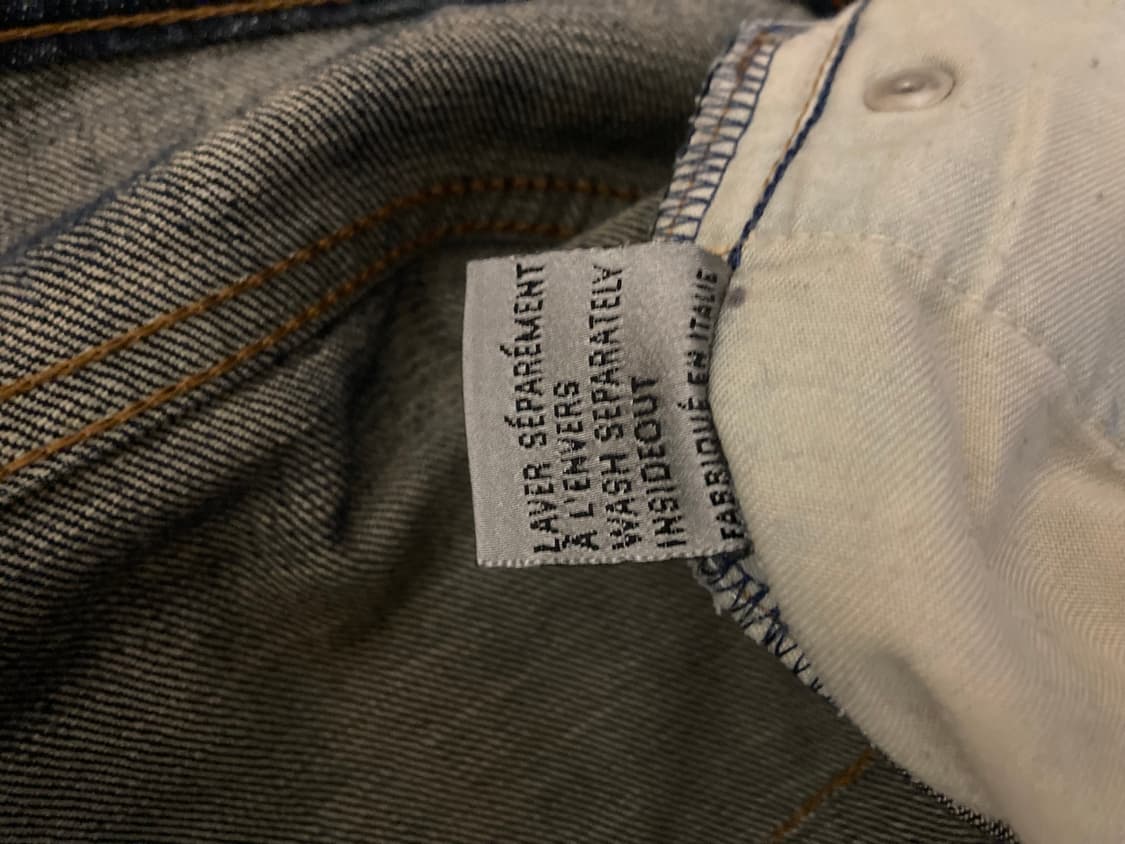 LAVER SÉPARÉMENT
À L'ENVERS
WASH SEPARATELY
INSIDEOUT
FABRIQUÉ EN ITALIE